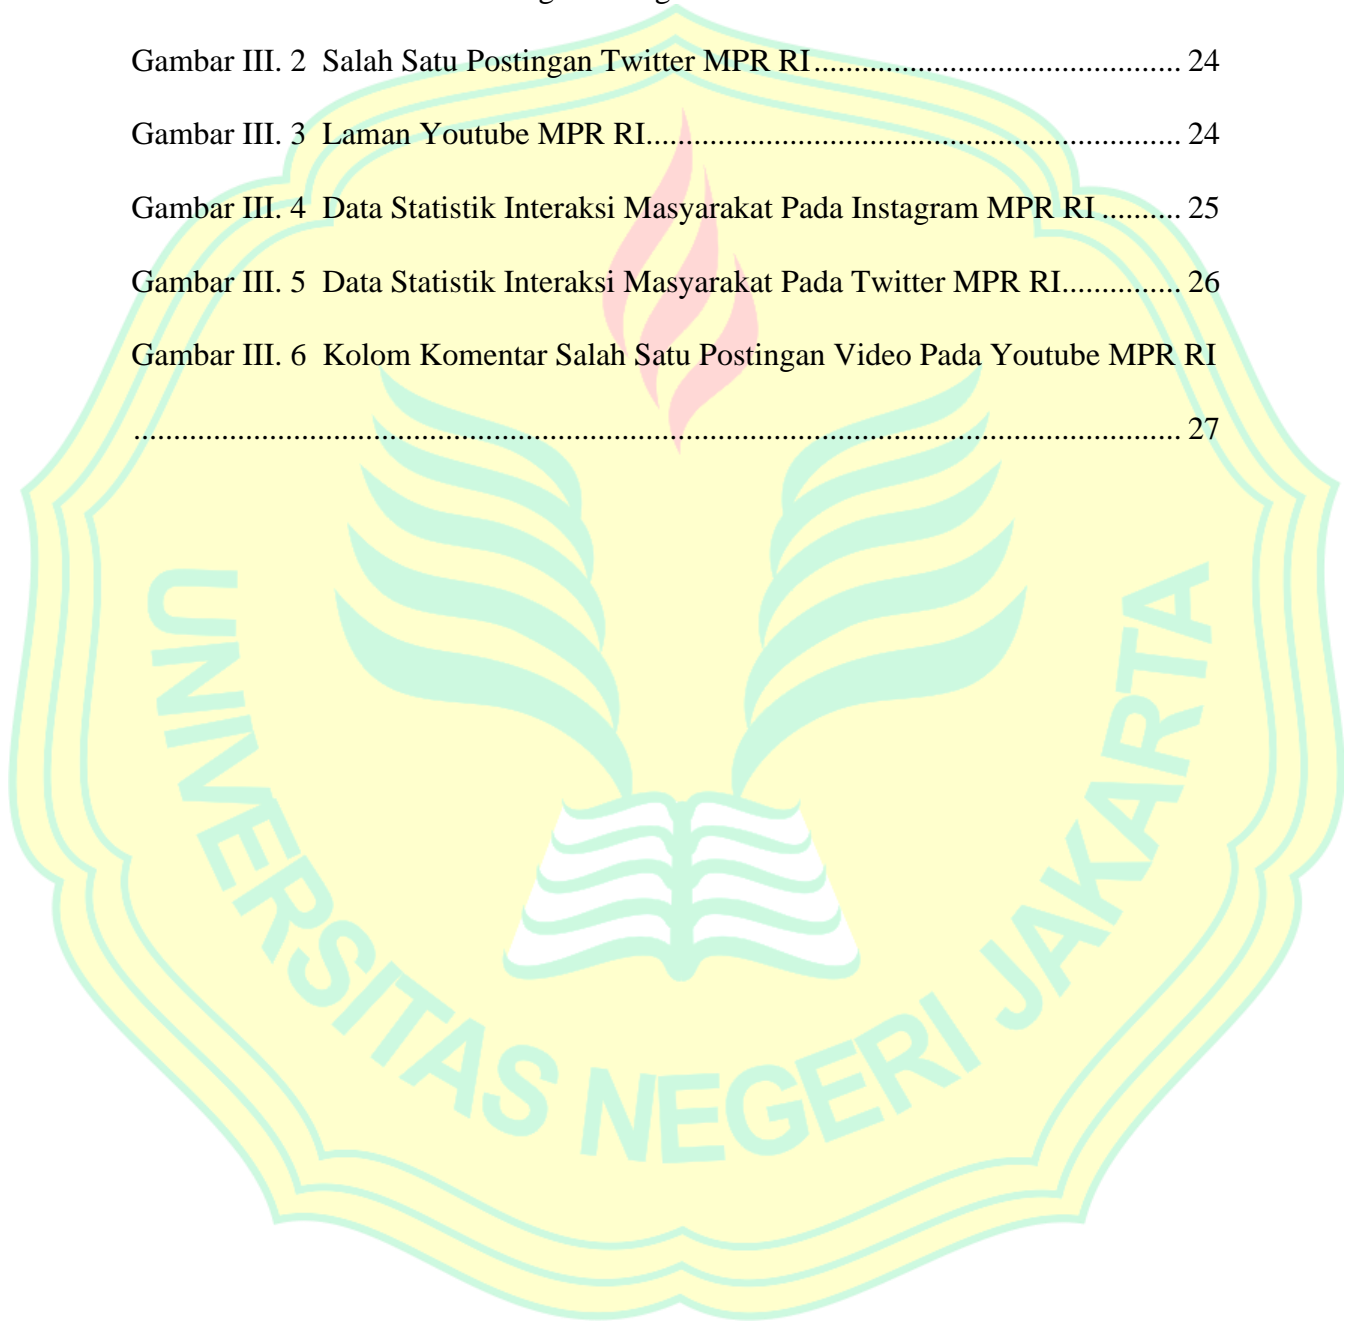 Gambar III. 2  Salah Satu Postingan Twitter MPR RI.............................................. 24
Gambar III. 3  Laman Youtube MPR RI................................................................... 24
Gambar III. 4  Data Statistik Interaksi Masyarakat Pada Instagram MPR RI.......... 25
Gambar III. 5  Data Statistik Interaksi Masyarakat Pada Twitter MPR RI............... 26
Gambar III. 6  Kolom Komentar Salah Satu Postingan Video Pada Youtube MPR RI
.................................................................................................................................... 27
UNIVERSITAS NEGERI JAKARTA